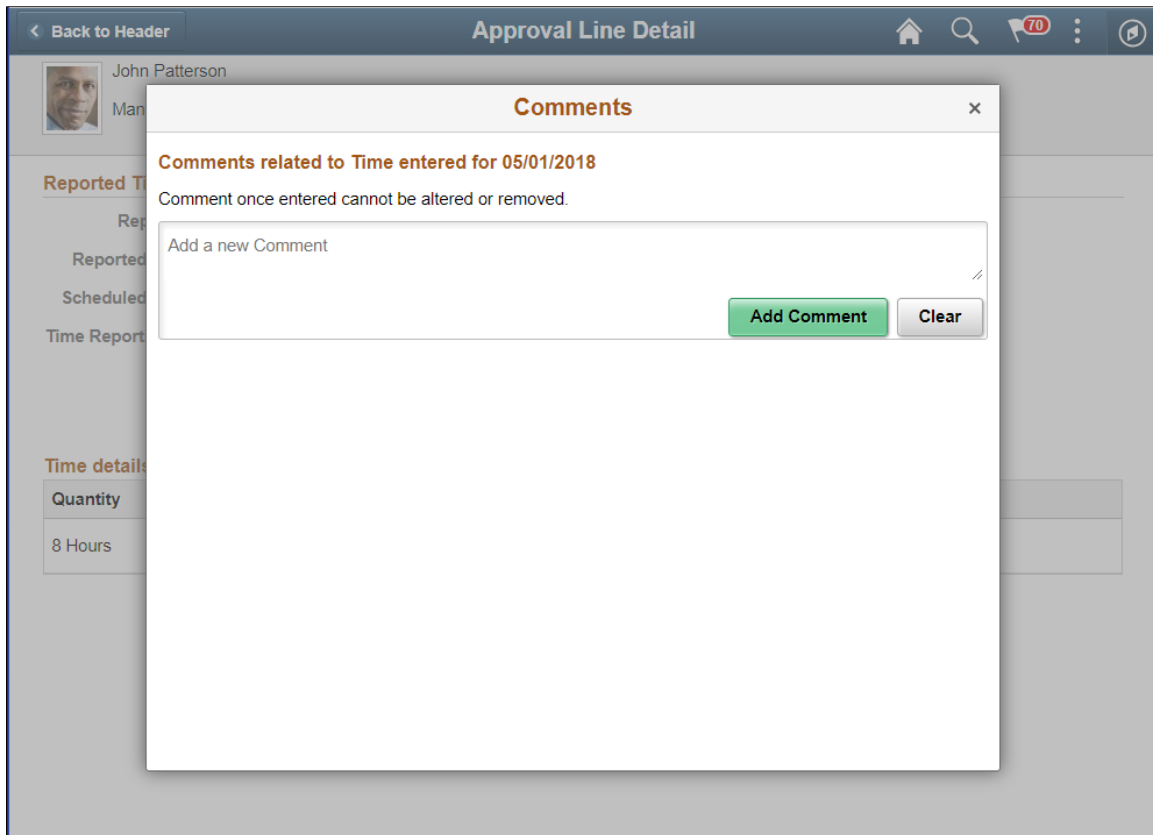 Back to Header
Approval Line Detail
70
John Patterson
Man
Comments
×
Comments related to Time entered for 05/01/2018
Comment once entered cannot be altered or removed.
Add a new Comment
Add Comment
Clear
Reported Ti
Rep
Reported
Scheduled
Time Report
Time details
Quantity
8 Hours